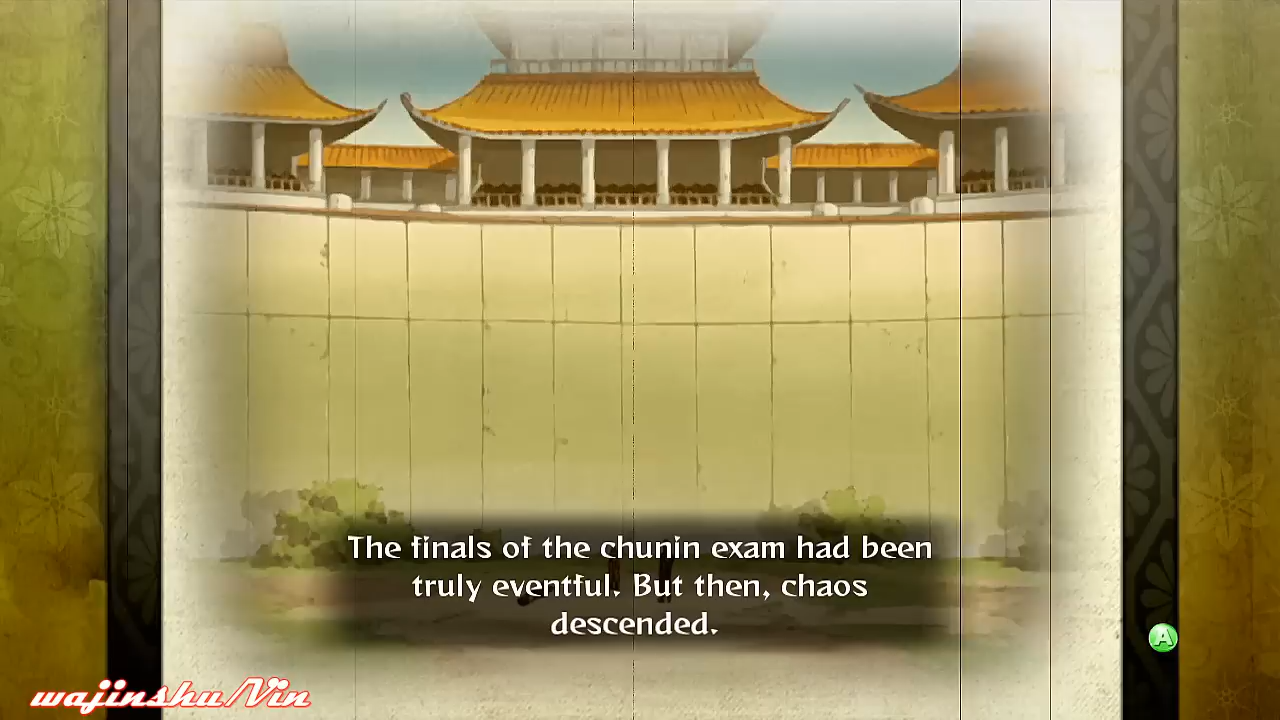 The finals of the chunin exam had been
truly eventful. But then, chaos
descended.
A
wajinshu/Vin